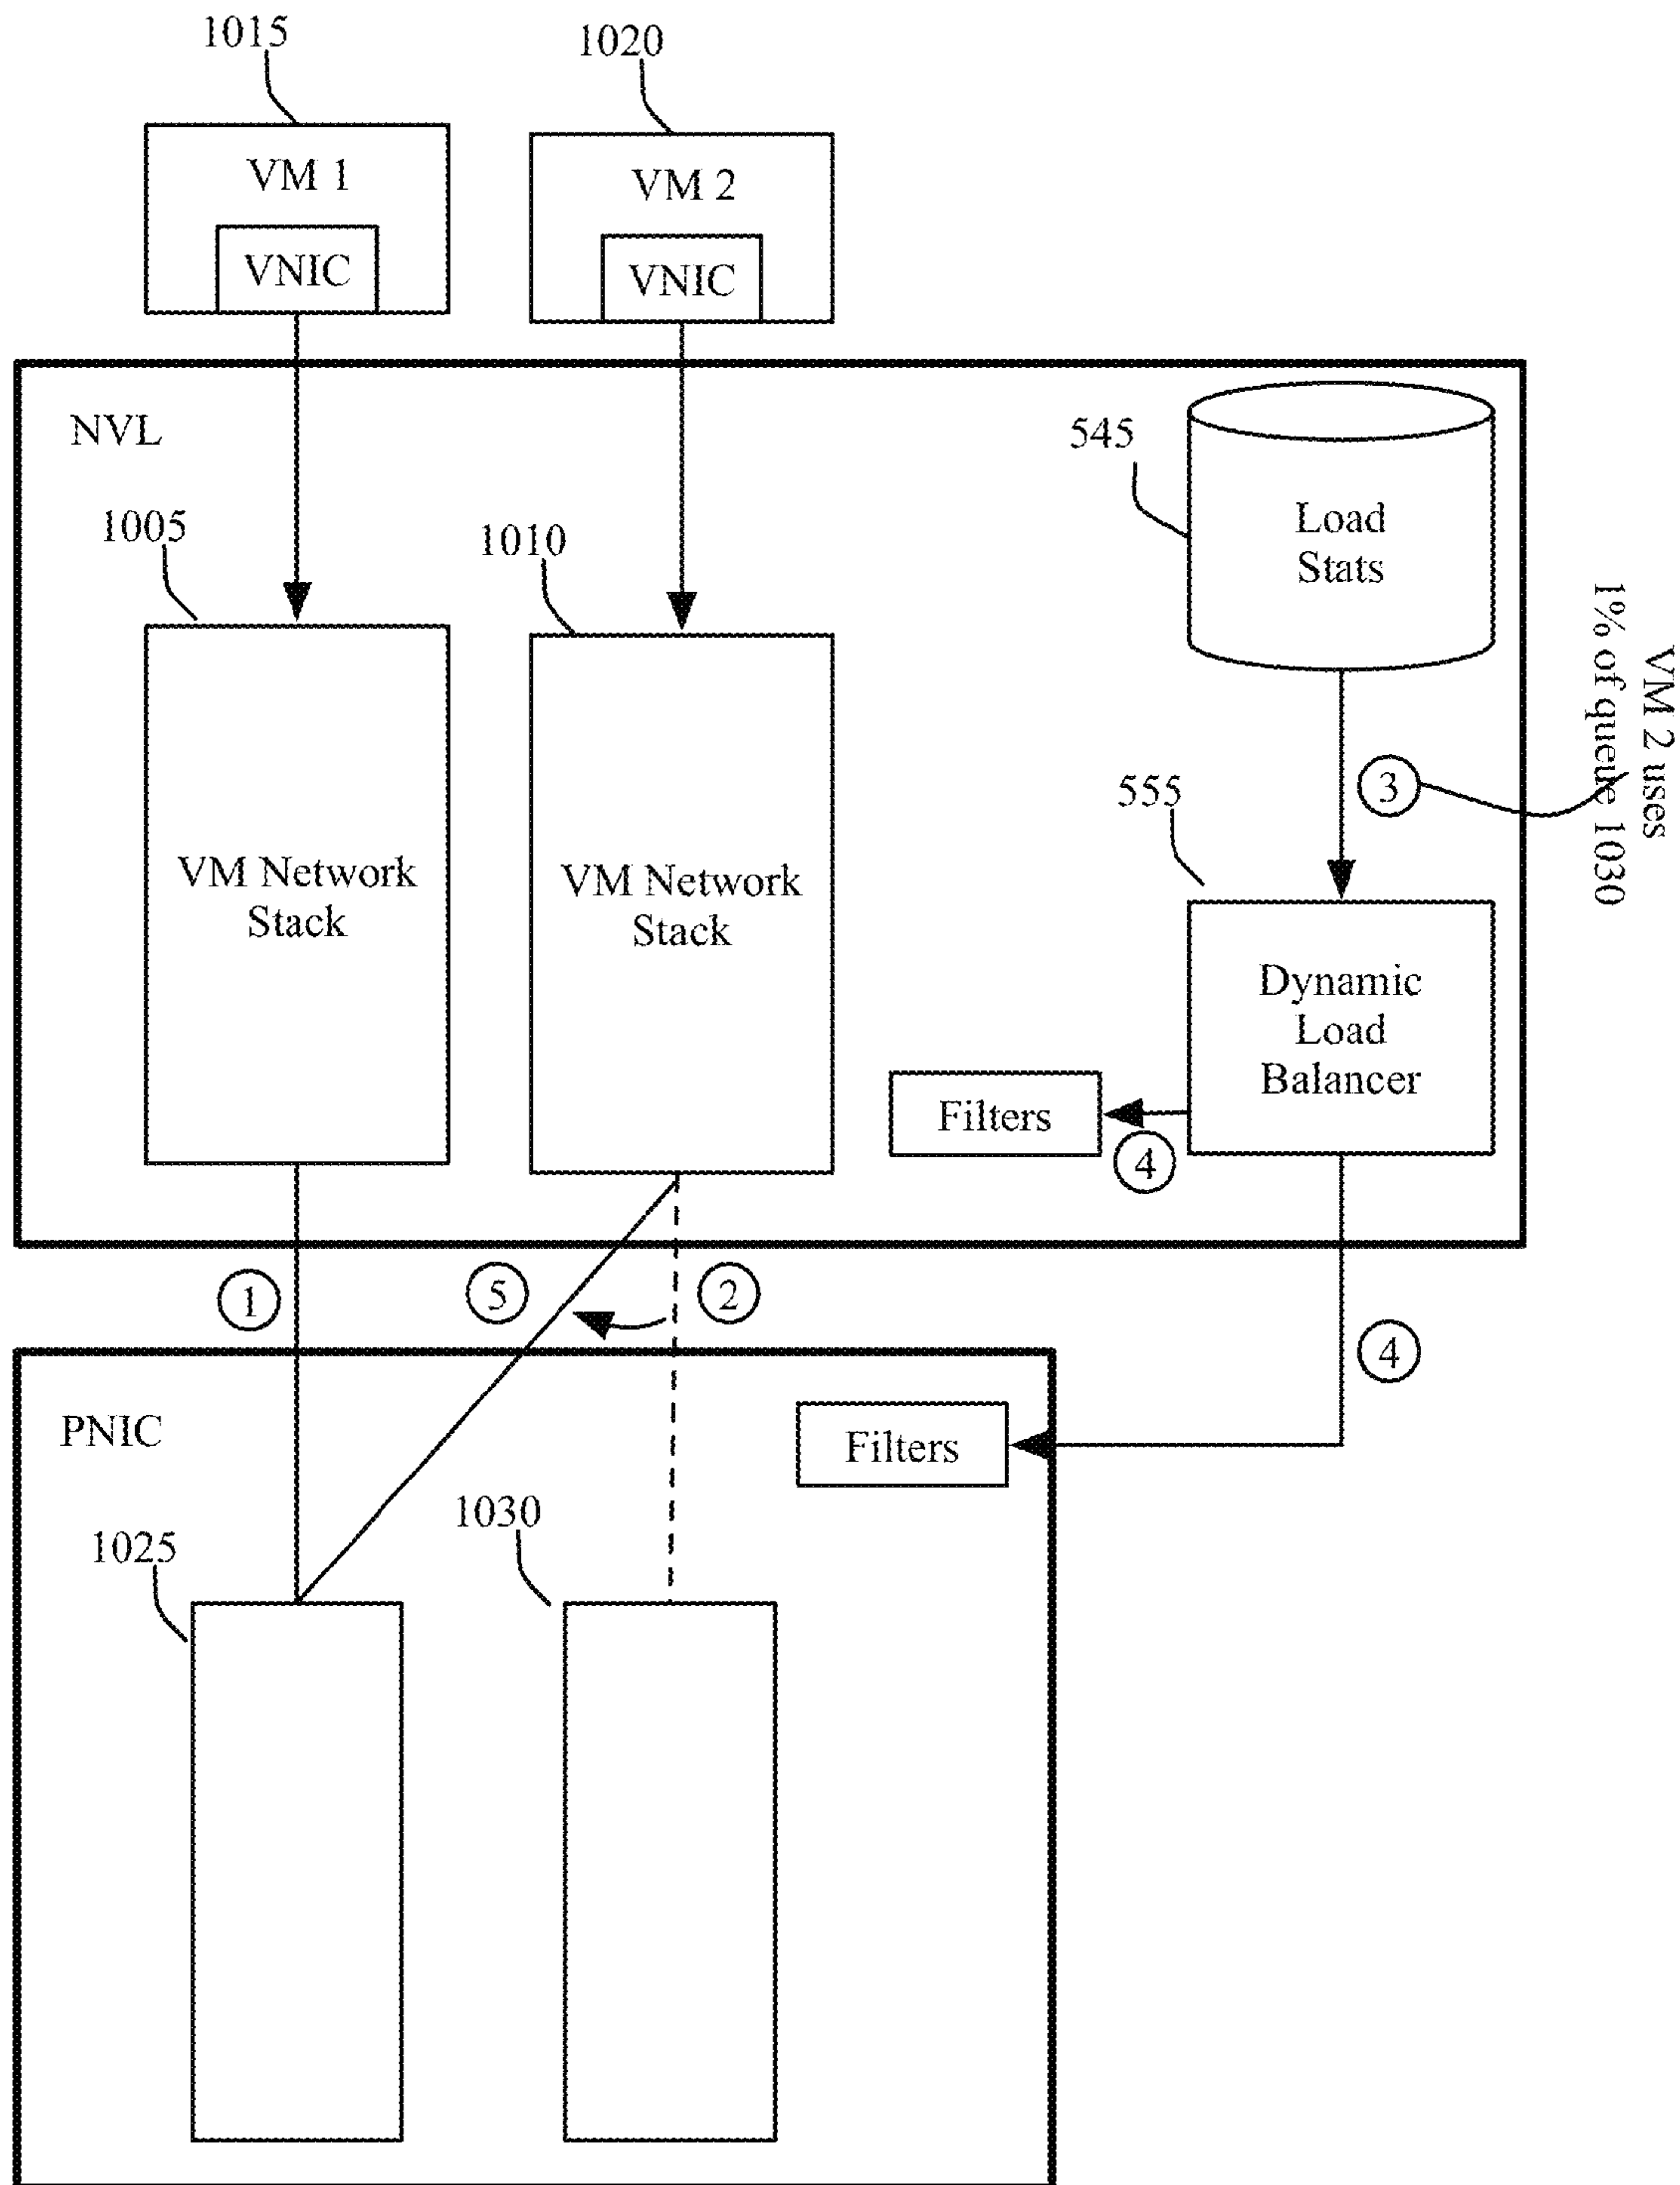 1015
1020
VM 1
VM 2
VNIC
VNIC
NVL
545
Load
Stats
1005
1010
VM 2 uses
1% of queue 1030
3
555
VM Network
Stack
VM Network
Stack
Dynamic
Load
Balancer
Filters
4
1
5
2
4
PNIC
Filters
1025
1030